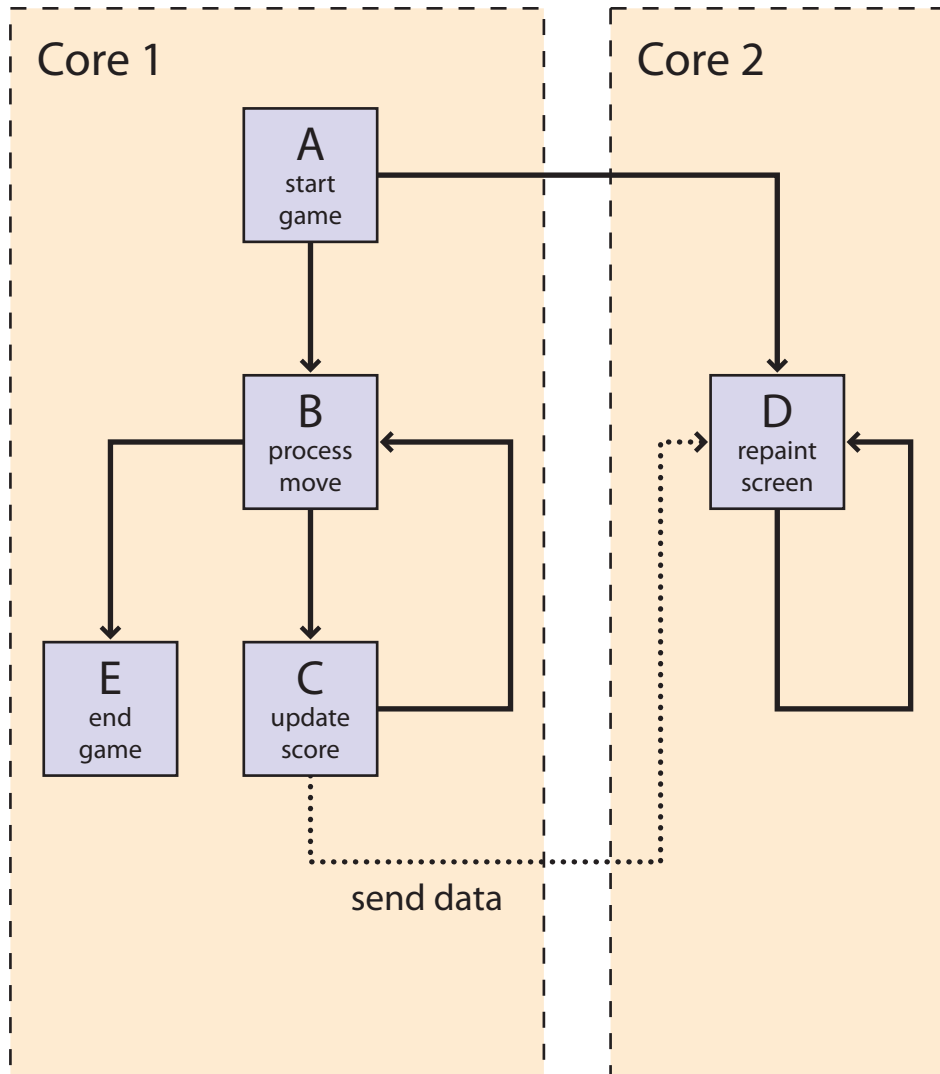 Core 1
Core 2
A
start
game
B
process
move
D
repaint
screen
E
end
game
C
update
score
send data